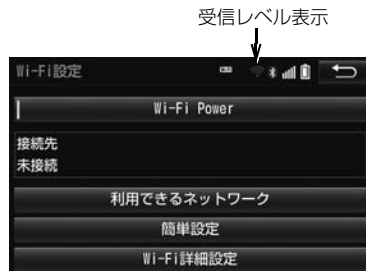 受信レベル表示
Wi-Fi設定
Wi-Fi Power
接続先
未接続
利用できるネットワーク
簡単設定
Wi-Fi詳細設定